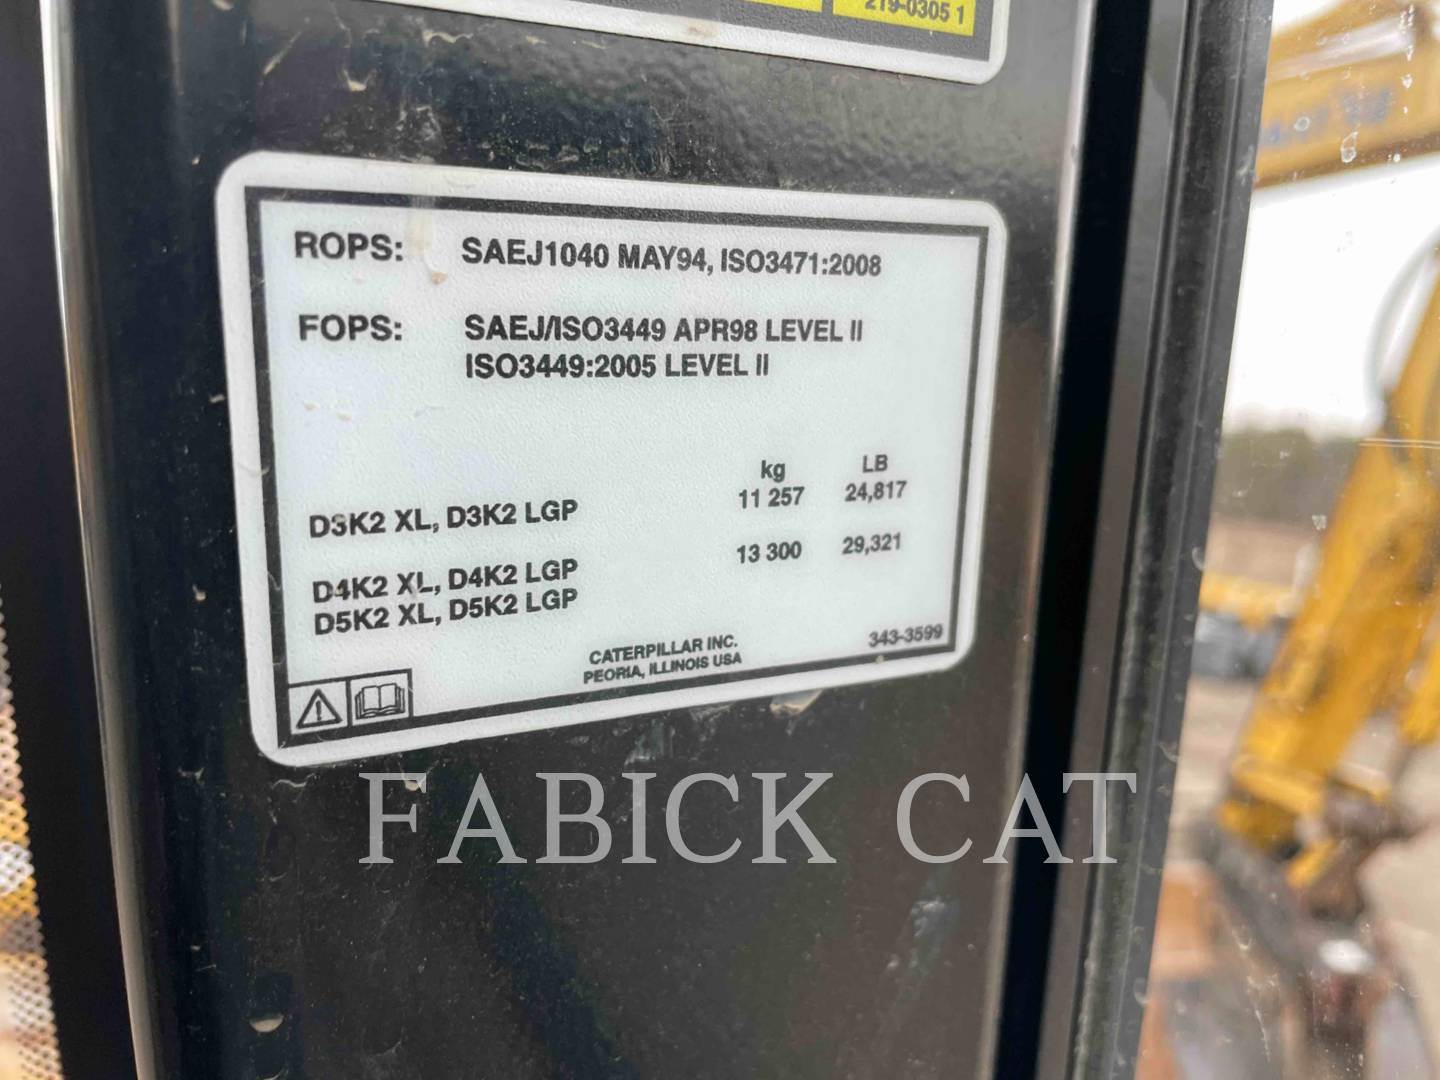 219-0305 1
ROPS: SAEJ1040 MAY94, ISO3471:2008
FOPS: SAEJ/ISO3449 APR98 LEVEL II
ISO3449:2005 LEVEL II
kg LB
D3K2 XL, D3K2 LGP 11 257 24,817
D4K2 XL, D4K2 LGP 13 300 29,321
D5K2 XL, D5K2 LGP
CATERPILLAR INC.
PEORIA, ILLINOIS USA
343-3599
FABICK CAT